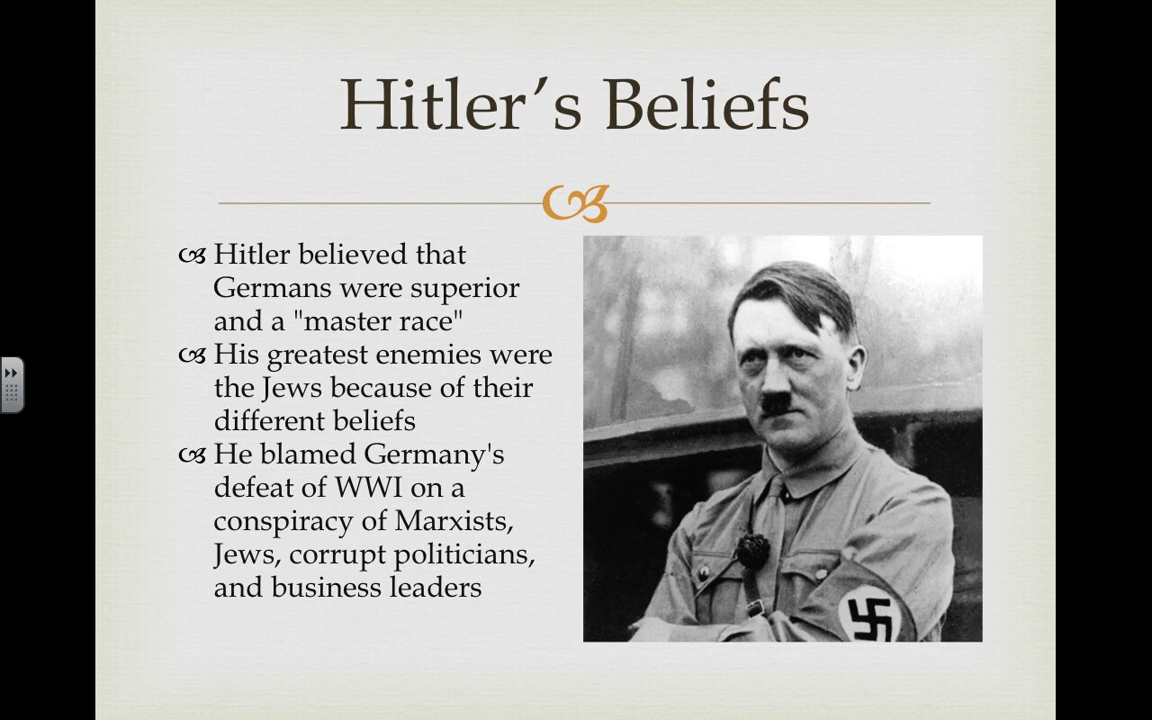 Hitler’s Beliefs
Hitler believed that
Germans were superior
and a "master race"
His greatest enemies were
the Jews because of their
different beliefs
He blamed Germany's
defeat of WWI on a
conspiracy of Marxists,
Jews, corrupt politicians,
and business leaders